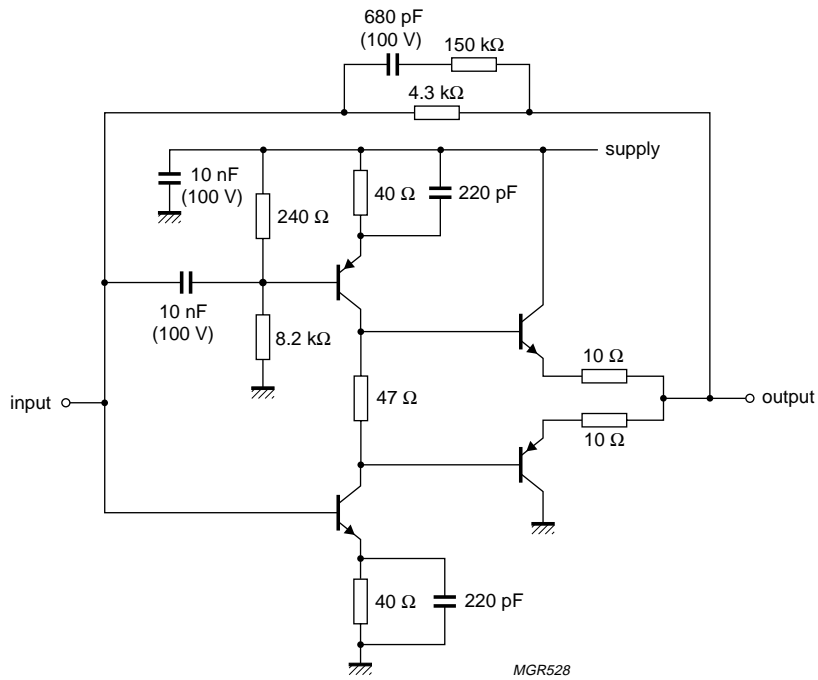 680 pF
(100 V)
150 kΩ
4.3 kΩ
supply
10 nF
(100 V)
40 Ω
220 pF
240 Ω
10 nF
(100 V)
8.2 kΩ
10 Ω
47 Ω
input
output
10 Ω
40 Ω
220 pF
MGR528